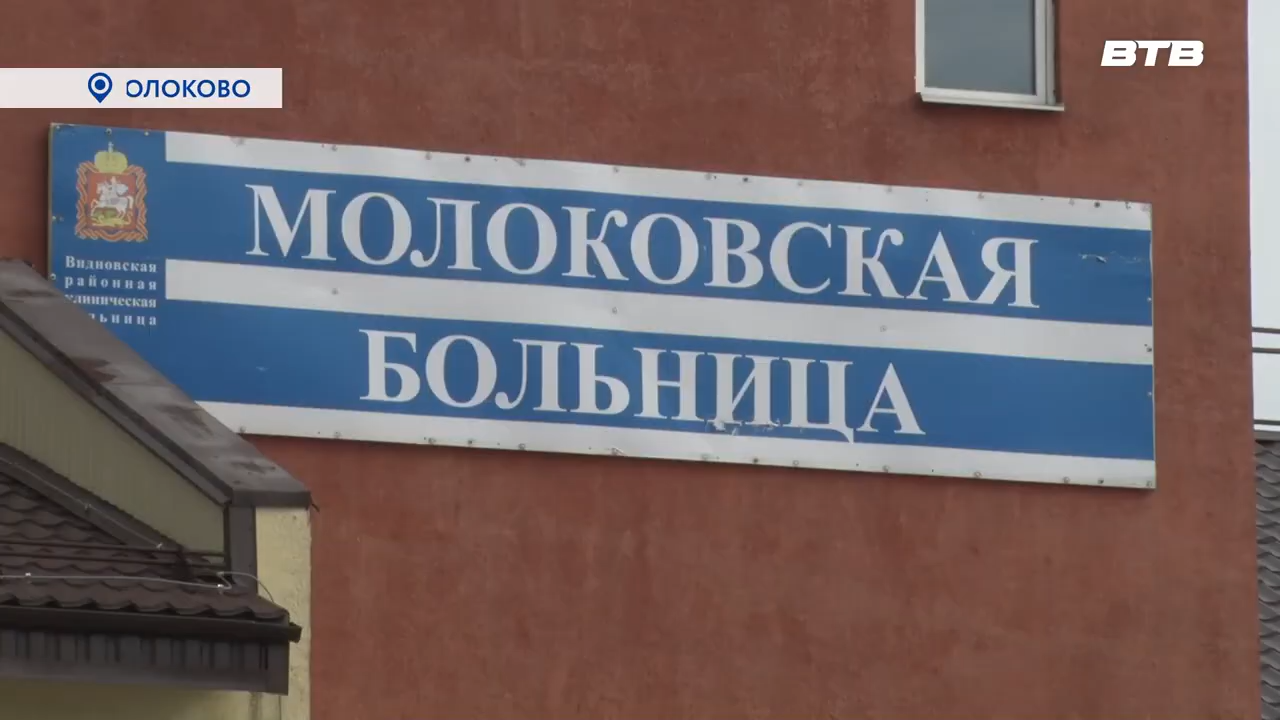 ВТВ
ОЛОКОВО
МОЛОКОВСКАЯ
БОЛЬНИЦА
Видновская
районная
клиническая